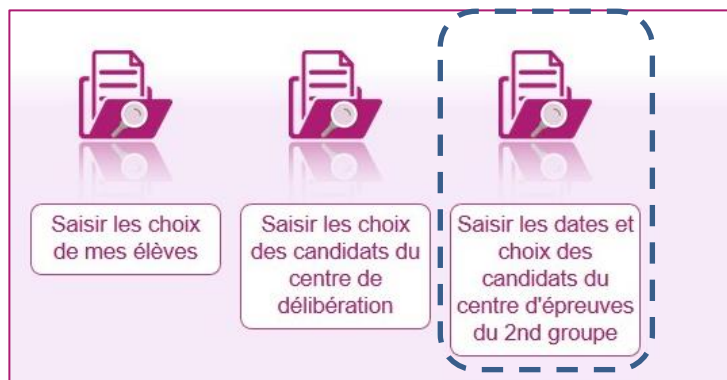 Saisir les choix
de mes élèves
Saisir les choix
des candidats du
centre de
délibération
Saisir les dates et
choix des
candidats du
centre d'épreuves
du 2nd groupe